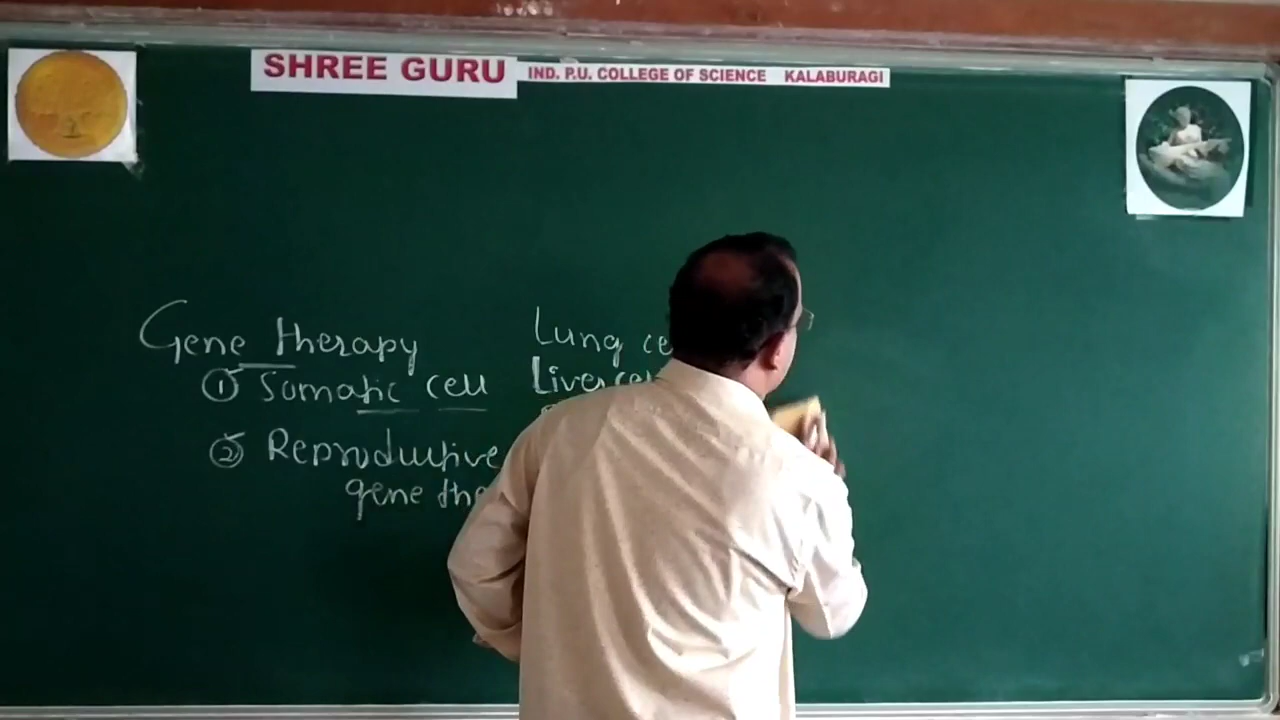 SHREE GURU IND. P.U. COLLEGE OF SCIENCE KALABURAGI
Gene therapy
① Somatic cell
② Reproductive
gene the
Lung ce
Liver cel